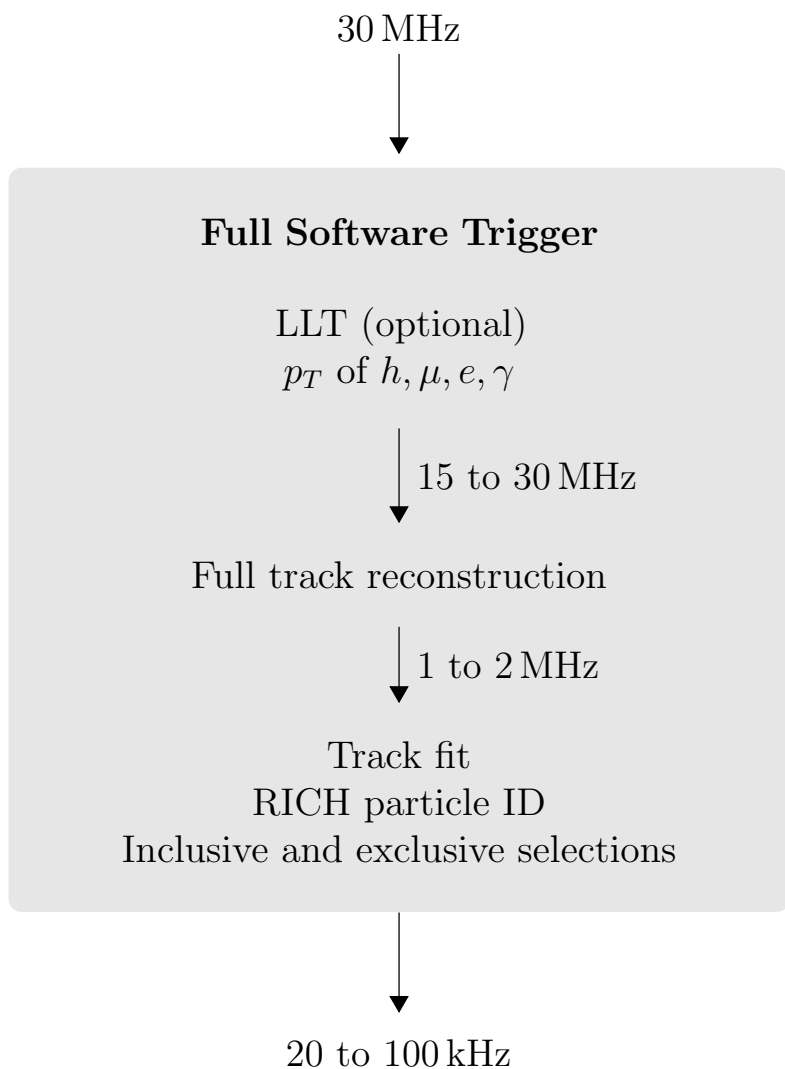 30 MHz
Full Software Trigger
LLT (optional)
p_T of h, μ, e, γ
15 to 30 MHz
Full track reconstruction
1 to 2 MHz
Track fit
RICH particle ID
Inclusive and exclusive selections
20 to 100 kHz